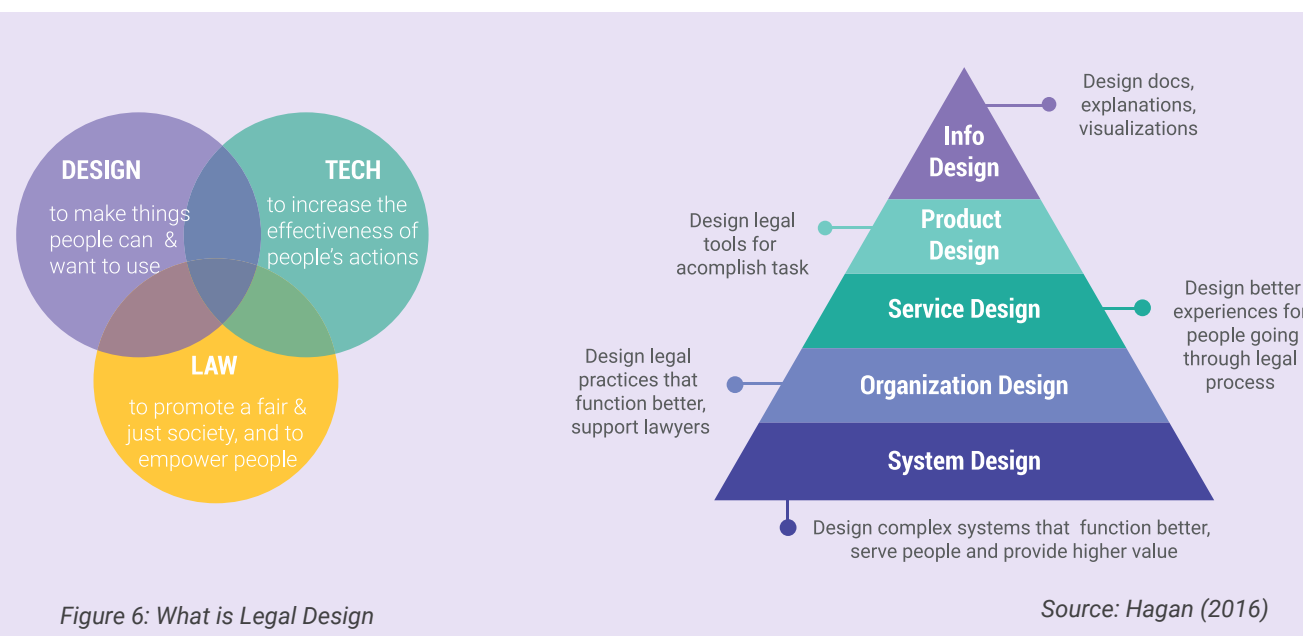 DESIGN
to make things
people can & 
want to use
TECH
to increase the
effectiveness of
people's actions
LAW
to promote a fair &
just society, and to
empower people
Info
Design
Design docs,
explanations,
visualizations
Product
Design
Design legal
tools for
acomplish task
Service Design
Design better
experiences for
people going
through legal
process
Organization Design
Design legal
practices that
function better,
support lawyers
System Design
Design complex systems that function better,
serve people and provide higher value
Figure 6: What is Legal Design
Source: Hagan (2016)